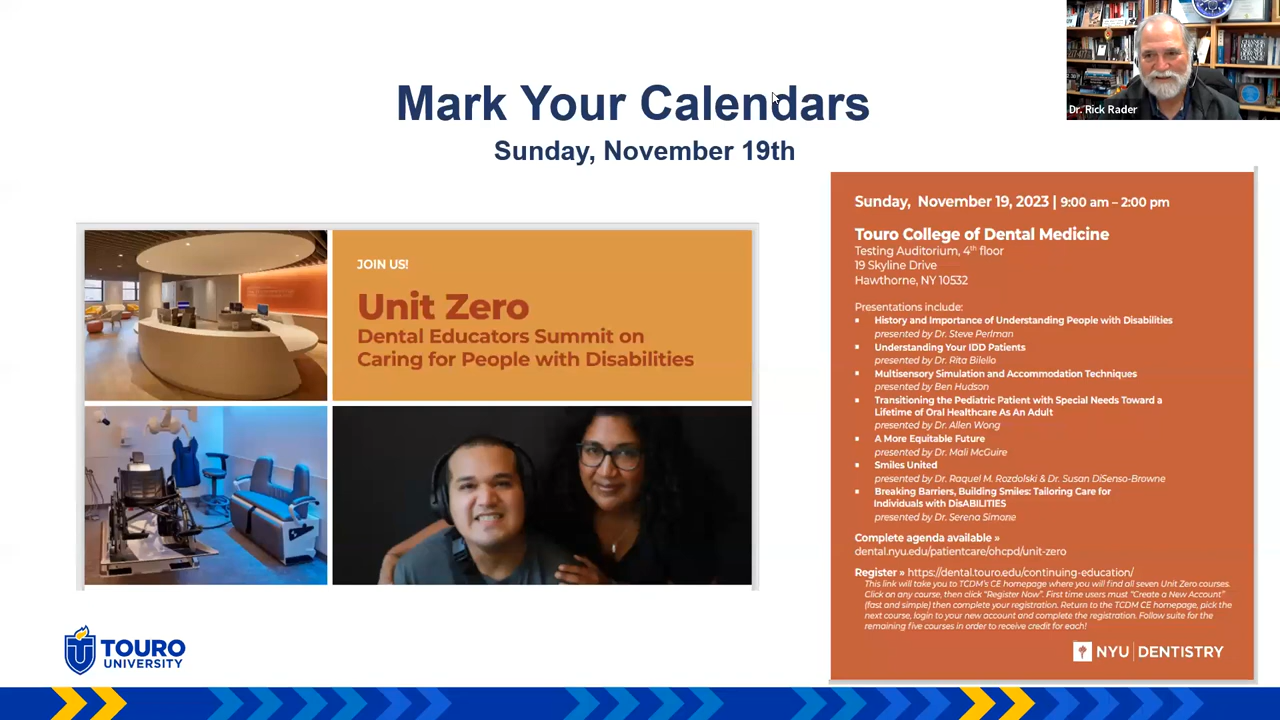 Mark Your Calendars
Sunday, November 19th
Dr. Rick Rader
JOIN US!
Unit Zero
Dental Educators Summit on
Caring for People with Disabilities
Sunday, November 19, 2023 | 9:00 am – 2:00 pm
Touro College of Dental Medicine
Testing Auditorium, 4th floor
19 Skyline Drive
Hawthorne, NY 10532
Presentations include:
▪ History and Importance of Understanding People with Disabilities
presented by Dr. Steve Perlman
▪ Understanding Your IDD Patients
presented by Dr. Rita Bilello
▪ Multisensory Simulation and Accommodation Techniques
presented by Ben Hudson
▪ Transitioning the Pediatric Patient with Special Needs Toward a
Lifetime of Oral Healthcare As An Adult
presented by Dr. Allen Wong
▪ A More Equitable Future
presented by Dr. Mali McGuire
▪ Smiles United
presented by Dr. Raquel M. Rozdolski & Dr. Susan DiSenso-Browne
▪ Breaking Barriers, Building Smiles: Tailoring Care for
Individuals with DisABILITIES
presented by Dr. Serena Simone
Complete agenda available »
dental.nyu.edu/patientcare/ohcpd/unit-zero
Register » https://dental.touro.edu/continuing-education/
This link will take you to TCDM's CE homepage where you will find all seven Unit Zero courses.
Click on any course, then click "Register Now". First time users must "Create a New Account"
(fast and simple) then complete your registration. Return to the TCDM CE homepage, pick the
next course, login to your new account and complete the registration. Follow suite for the
remaining five courses in order to receive credit for each!
NYU | DENTISTRY
TOURO
UNIVERSITY